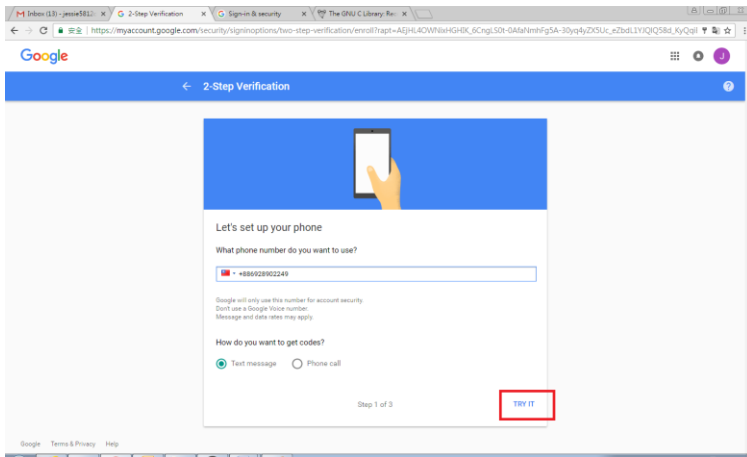 Inbox (13) - jessie5812
2-Step Verification
Sign-in & security
The GNU C Library: Re
安全 | https://myaccount.google.com/security/signinoptions/two-step-verification/enroll?rapt=
Google
J
2-Step Verification
Let's set up your phone
What phone number do you want to use?
+886928902249
Google will only use this number for account security.
Don't use a Google Voice number.
Message and data rates may apply.
How do you want to get codes?
Text message Phone call
Step 1 of 3 TRY IT
Google Terms & Privacy Help